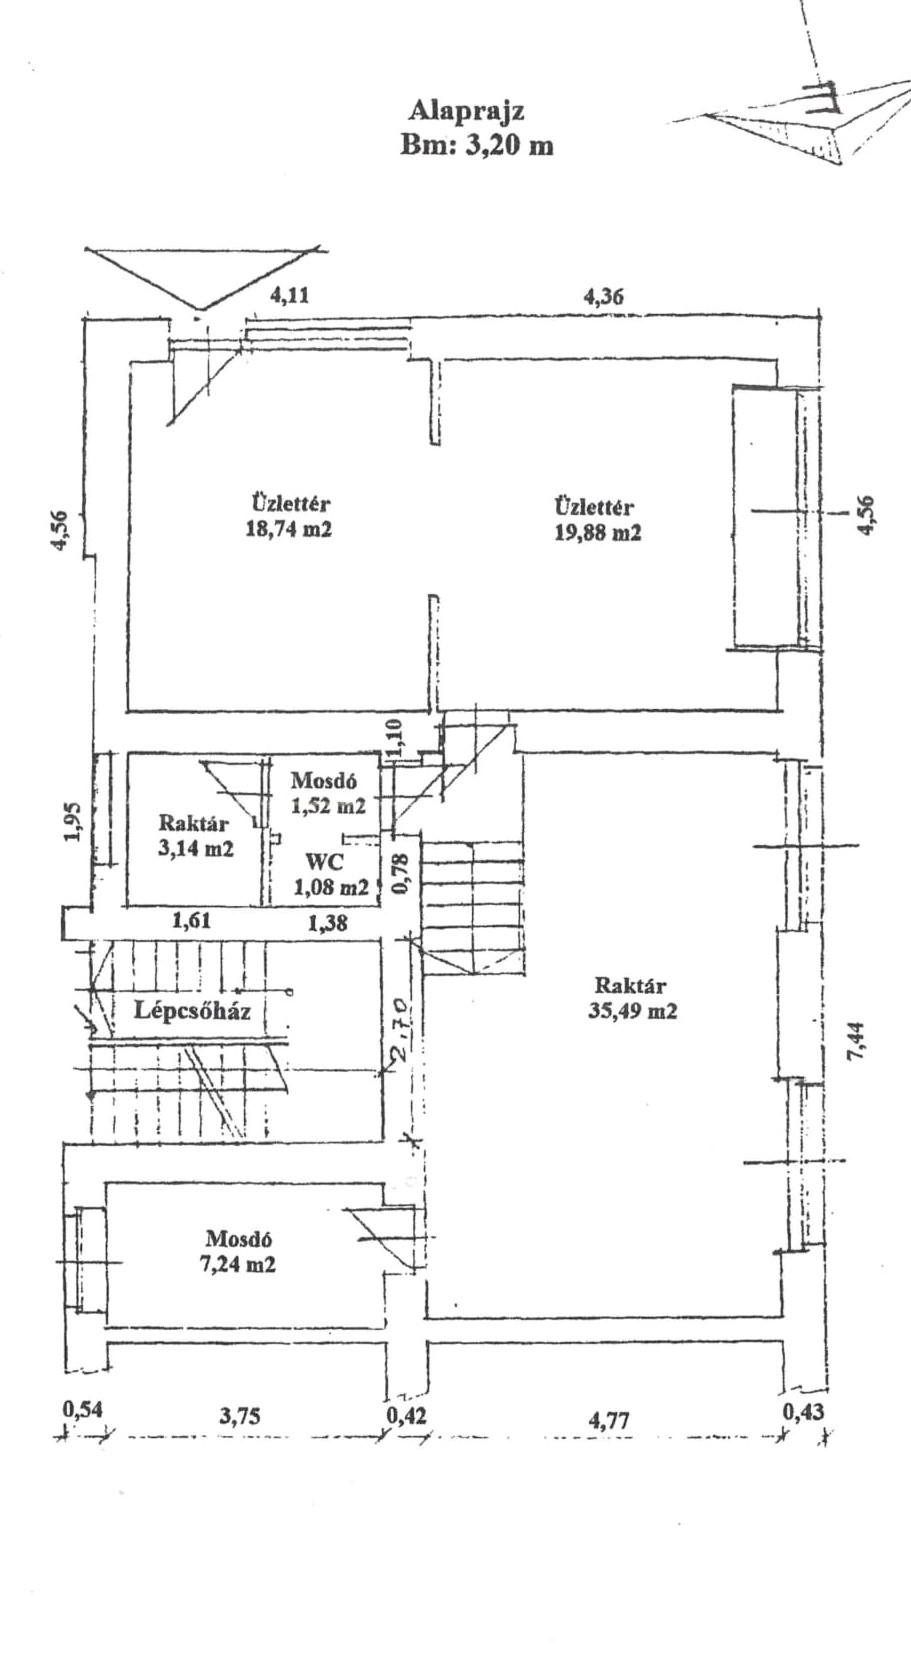 Alaprajz
Bm: 3,20 m
4,11
4,36
4,56
Üzlettér
18,74 m2
Üzlettér
19,88 m2
4,56
1,10
Mosdó
1,52 m2
1,95
Raktár
3,14 m2
WC
1,08 m2
0,78
1,61
1,38
Lépcsőház
2,70
Raktár
35,49 m2
7,44
Mosdó
7,24 m2
0,54
3,75
0,42
4,77
0,43